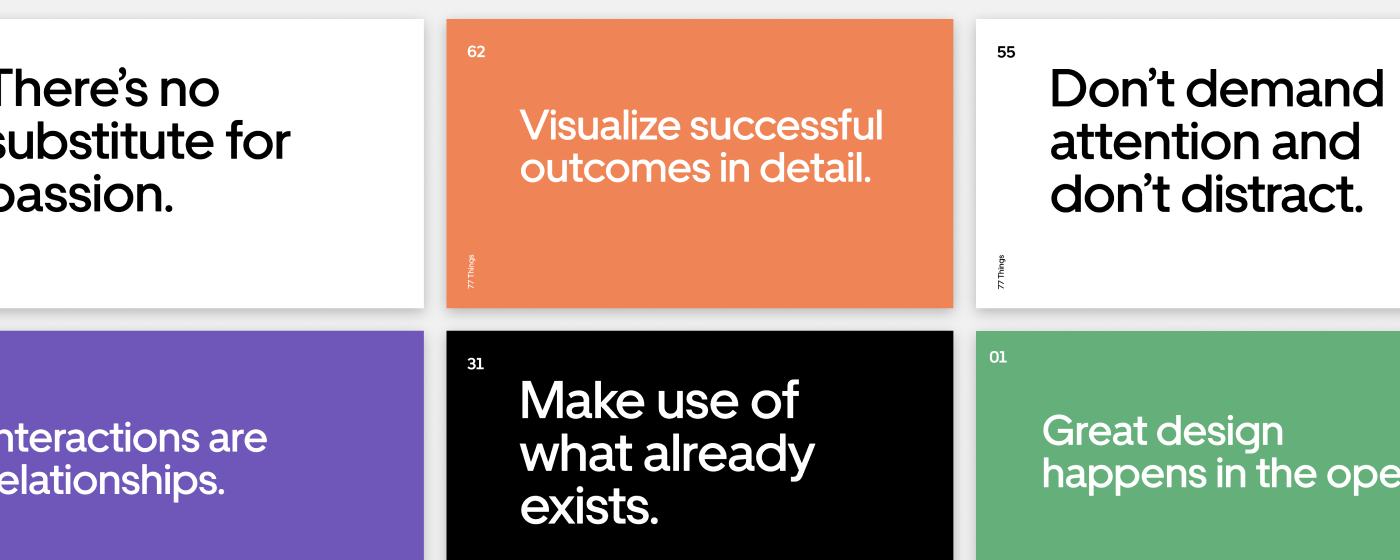 There's no
substitute for
passion.
62
Visualize successful
outcomes in detail.
77 Things
55
Don't demand
attention and
don't distract.
77 Things
nteractions are
elationships.
31
Make use of
what already
exists.
01
Great design
happens in the ope